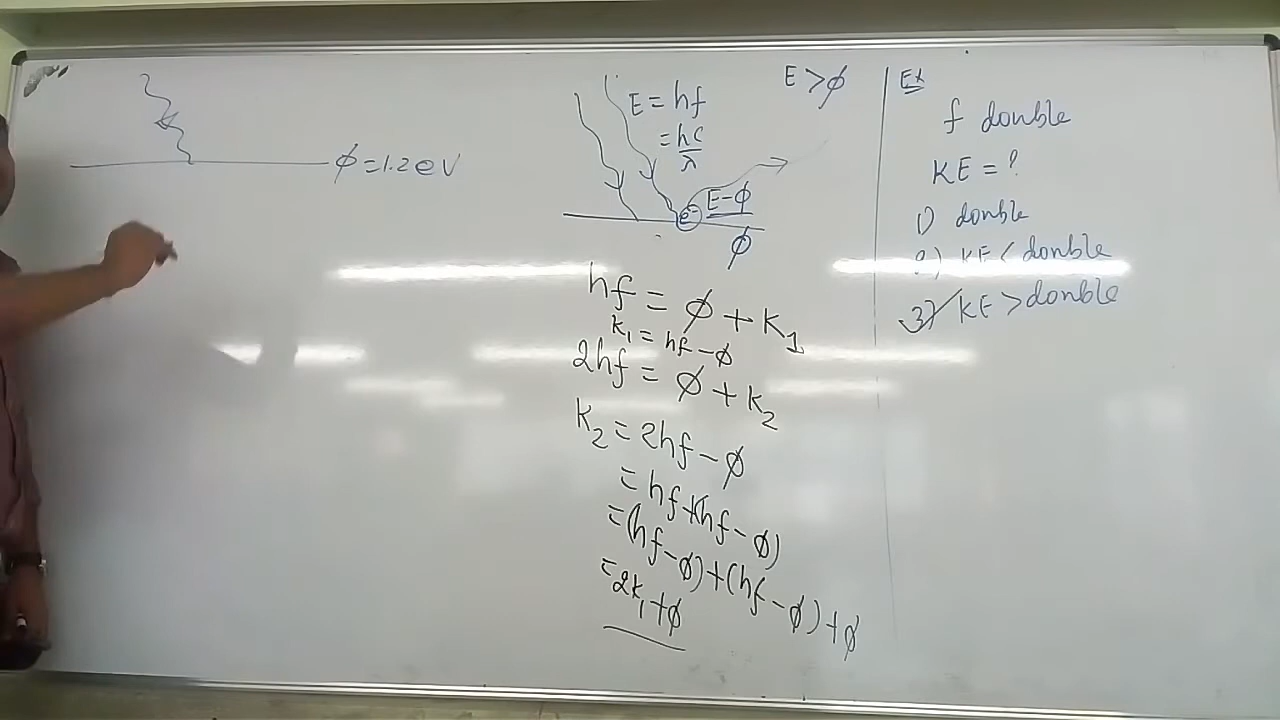 ϕ = 1.2 eV
E = hf
= hc/λ
E > ϕ
e⁻
E-ϕ
ϕ
hf = ϕ + K₁
K₁ = hf - ϕ
2hf = ϕ + K₂
K₂ = 2hf - ϕ
= hf + (hf - ϕ)
= (hf - ϕ) + (hf - ϕ) + ϕ
= 2K₁ + ϕ
Ex
f double
KE = ?
1) double
2) KE < double
3) KE > double